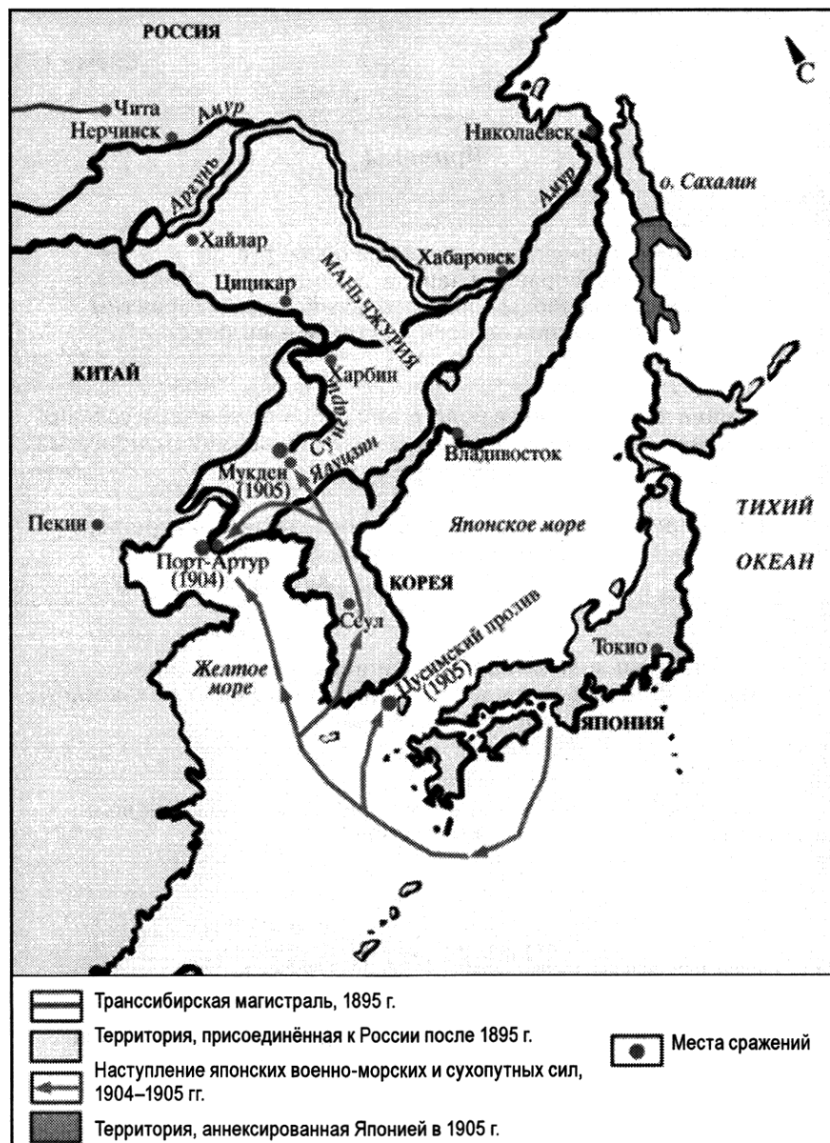 РОССИЯ
С
Чита
Амур
Нерчинск
Николаевск
Аргунь
Амур
о. Сахалин
Хайлар
Хабаровск
Цицикар
МАНЬЧЖУРИЯ
КИТАЙ
Харбин
Сунгари
Владивосток
Мукден
(1905)
Ялуцзян
Пекин
Японское море
ТИХИЙ
ОКЕАН
Порт-Артур
(1904)
КОРЕЯ
Сеул
Цусимский пролив
(1905)
Токио
Желтое
море
ЯПОНИЯ
Транссибирская магистраль, 1895 г.
Территория, присоединённая к России после 1895 г.
Места сражений
Наступление японских военно-морских и сухопутных сил,
1904–1905 гг.
Территория, аннексированная Японией в 1905 г.